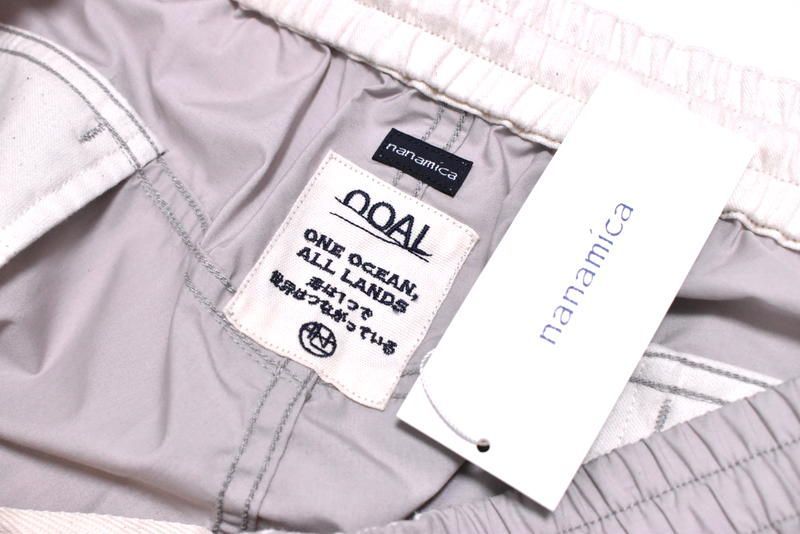 nanamica
OOAL
ONE OCEAN,
ALL LANDS
海は1つで
世界はつながっている
nanamica